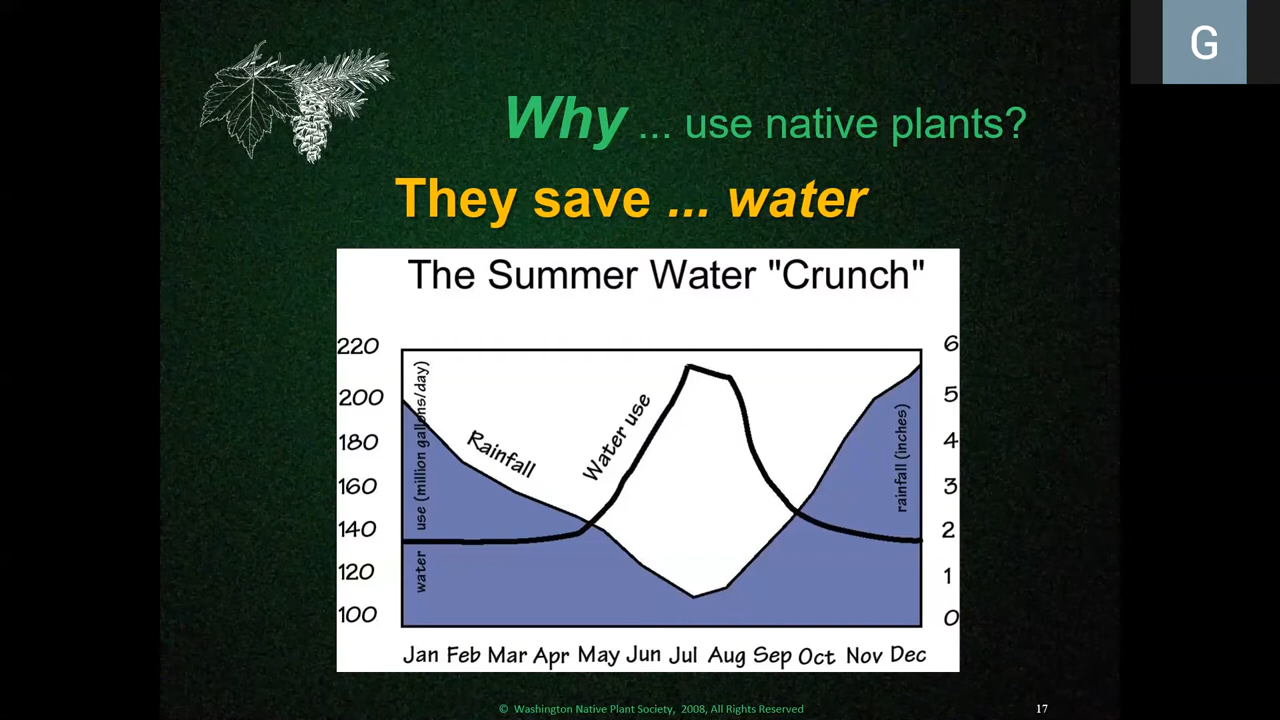 G
Why ... use native plants?
They save ... water
The Summer Water "Crunch"
220
200
180
160
140
120
100
water use (million gallons/day)
Rainfall
Water use
rainfall (inches)
6
5
4
3
2
1
0
Jan Feb Mar Apr May Jun Jul Aug Sep Oct Nov Dec
© Washington Native Plant Society, 2008, All Rights Reserved
17